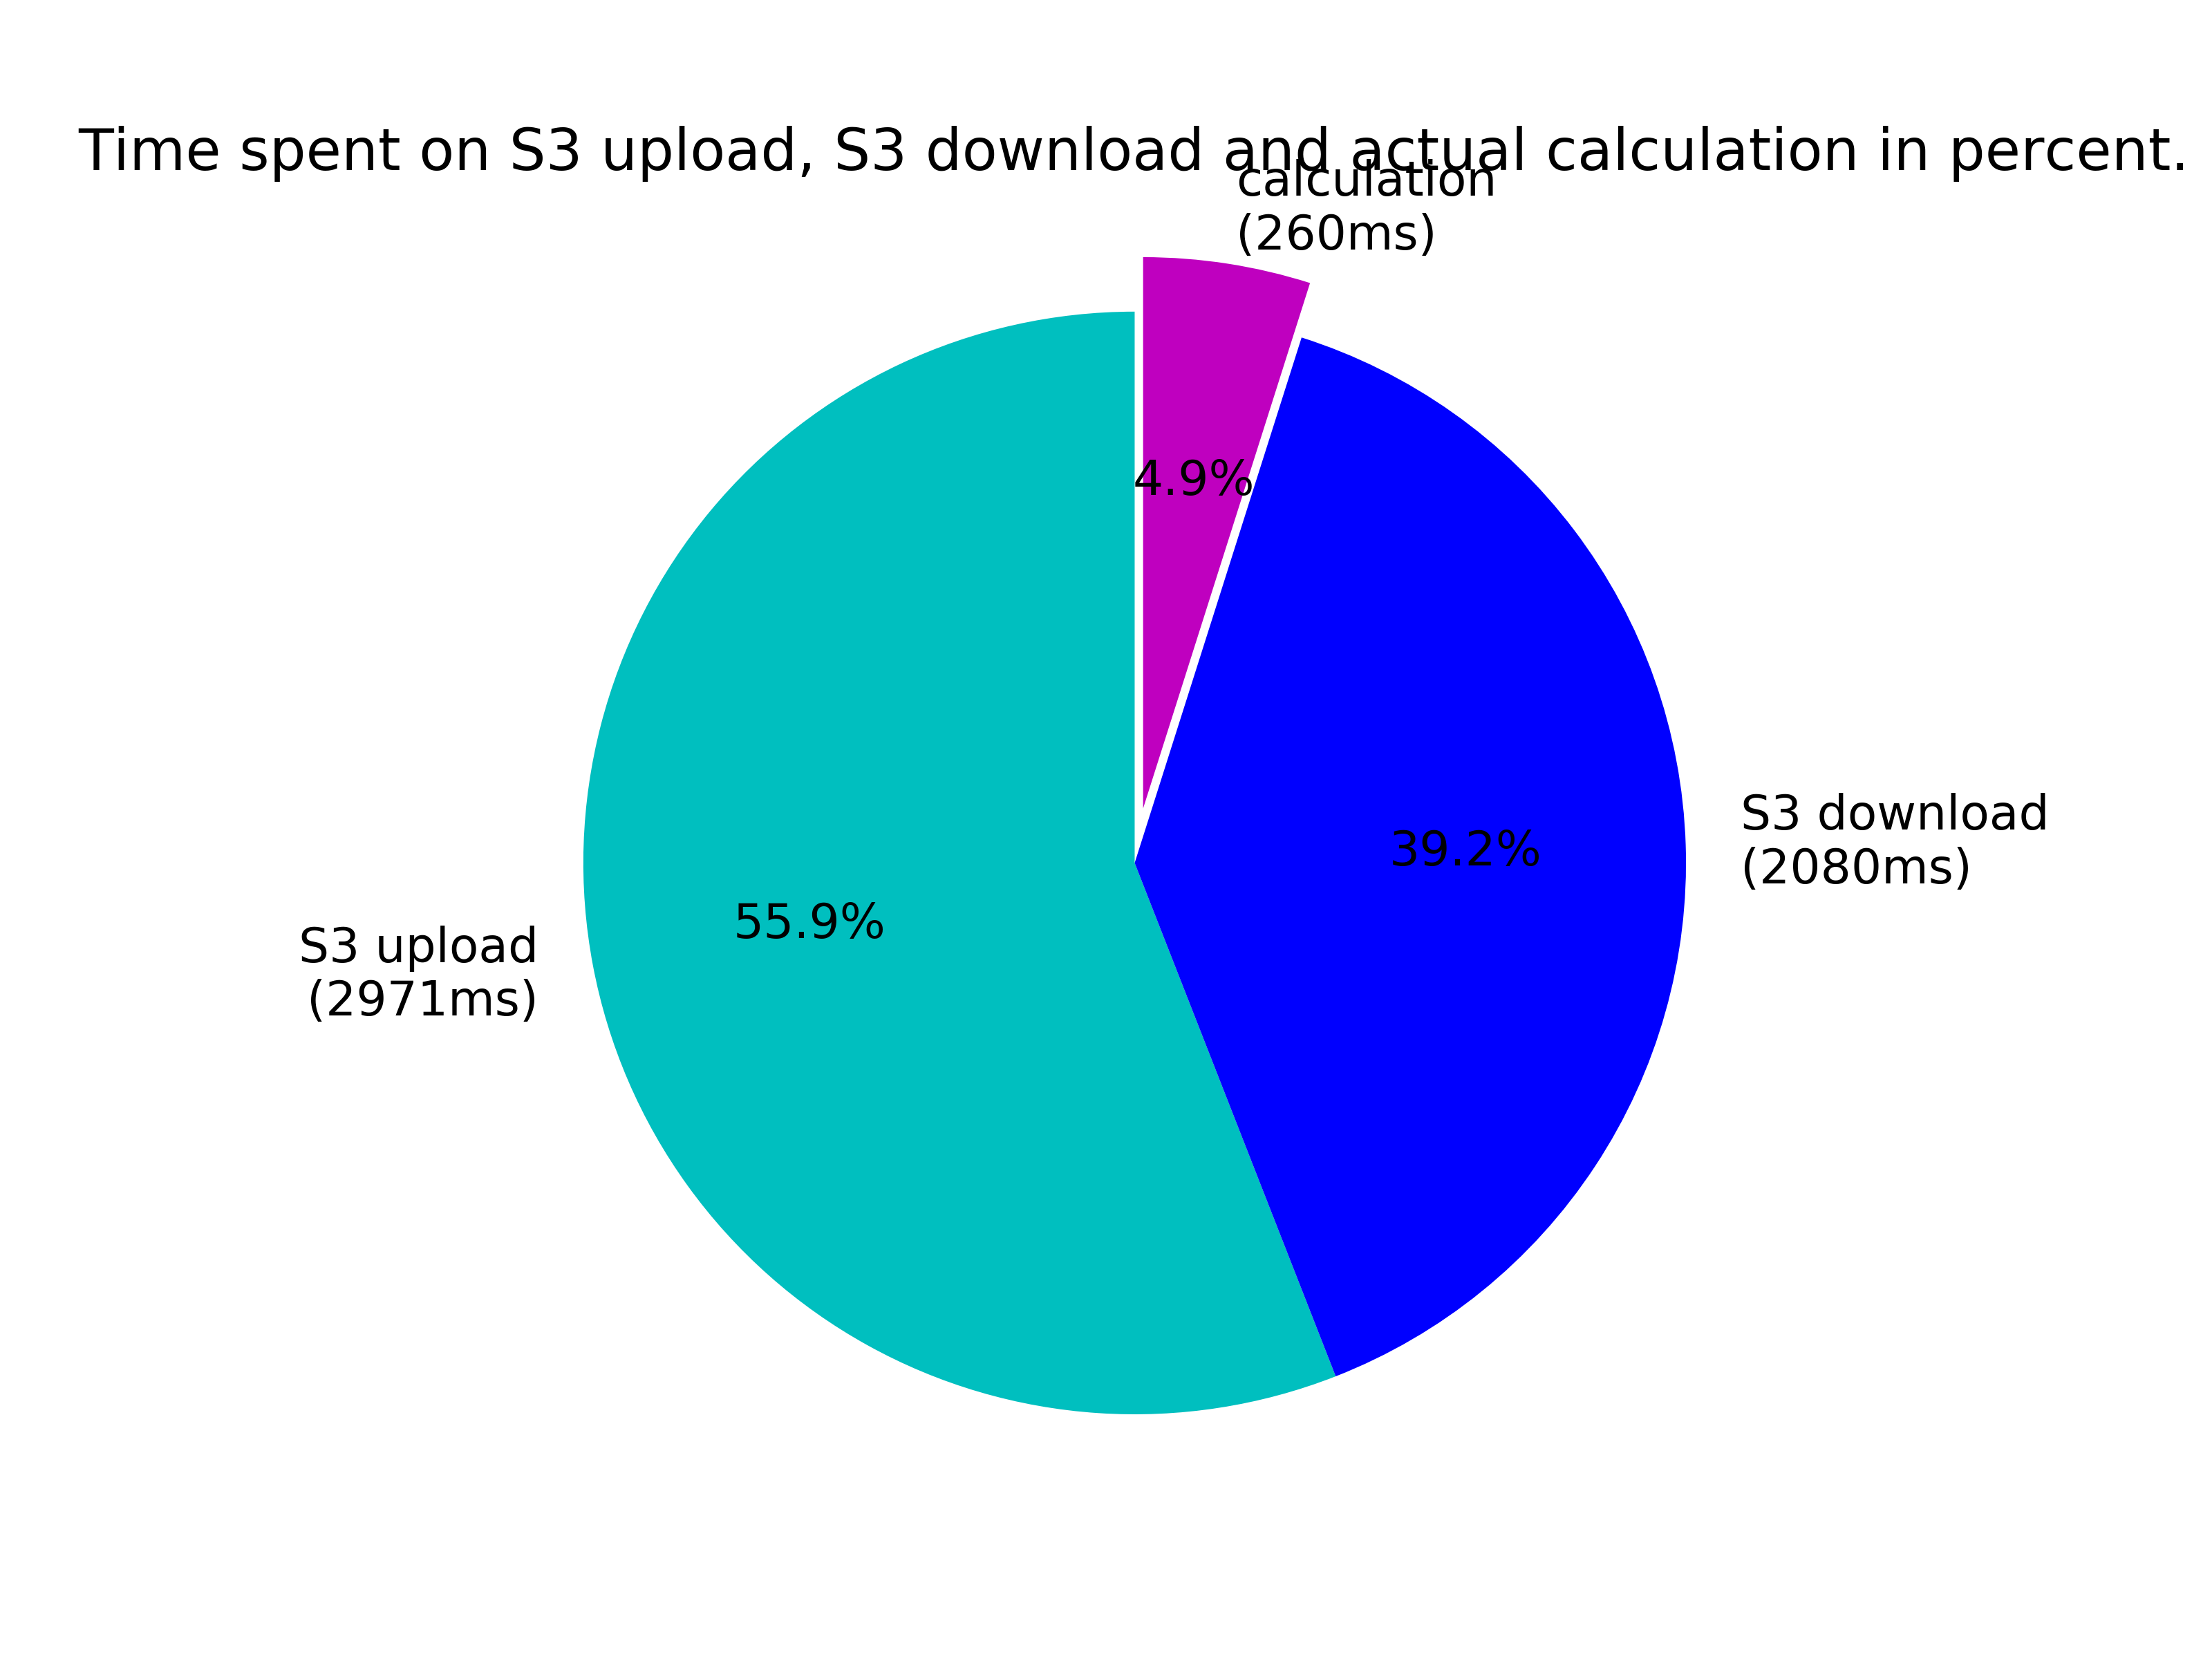 Time spent on S3 upload, S3 download and actual calculation in percent.
calculation
(260ms)
4.9%
S3 download
(2080ms)
39.2%
55.9%
S3 upload
(2971ms)